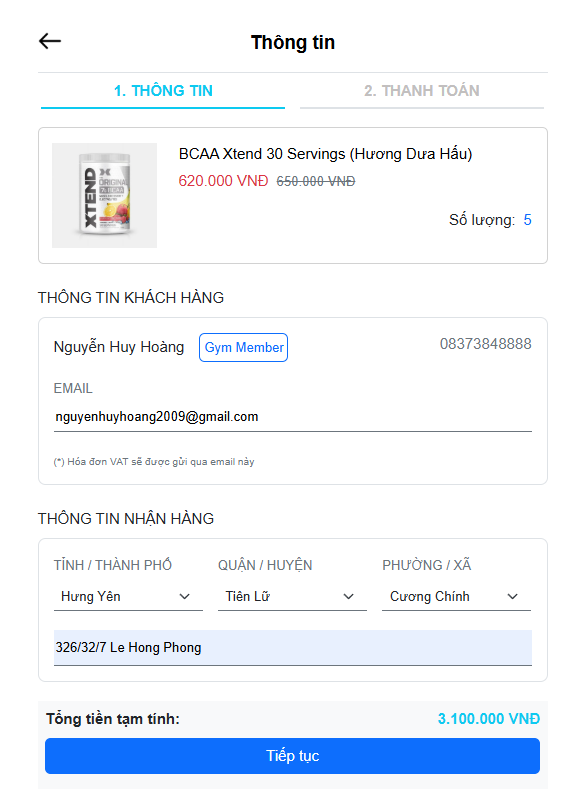 Thông tin
1. THÔNG TIN
2. THANH TOÁN
BCAA Xtend 30 Servings (Hương Dưa Hấu)
620.000 VNĐ 650.000 VNĐ
XTEND
ORIGINAL
7G BCAA
Số lượng: 5
THÔNG TIN KHÁCH HÀNG
Nguyễn Huy Hoàng Gym Member 08373848888
EMAIL
nguyenhuyhoang2009@gmail.com
(*) Hóa đơn VAT sẽ được gửi qua email này
THÔNG TIN NHẬN HÀNG
TỈNH / THÀNH PHỐ QUẬN / HUYỆN PHƯỜNG / XÃ
Hưng Yên Tiên Lữ Cương Chính
326/32/7 Le Hong Phong
Tổng tiền tạm tính: 3.100.000 VNĐ
Tiếp tục